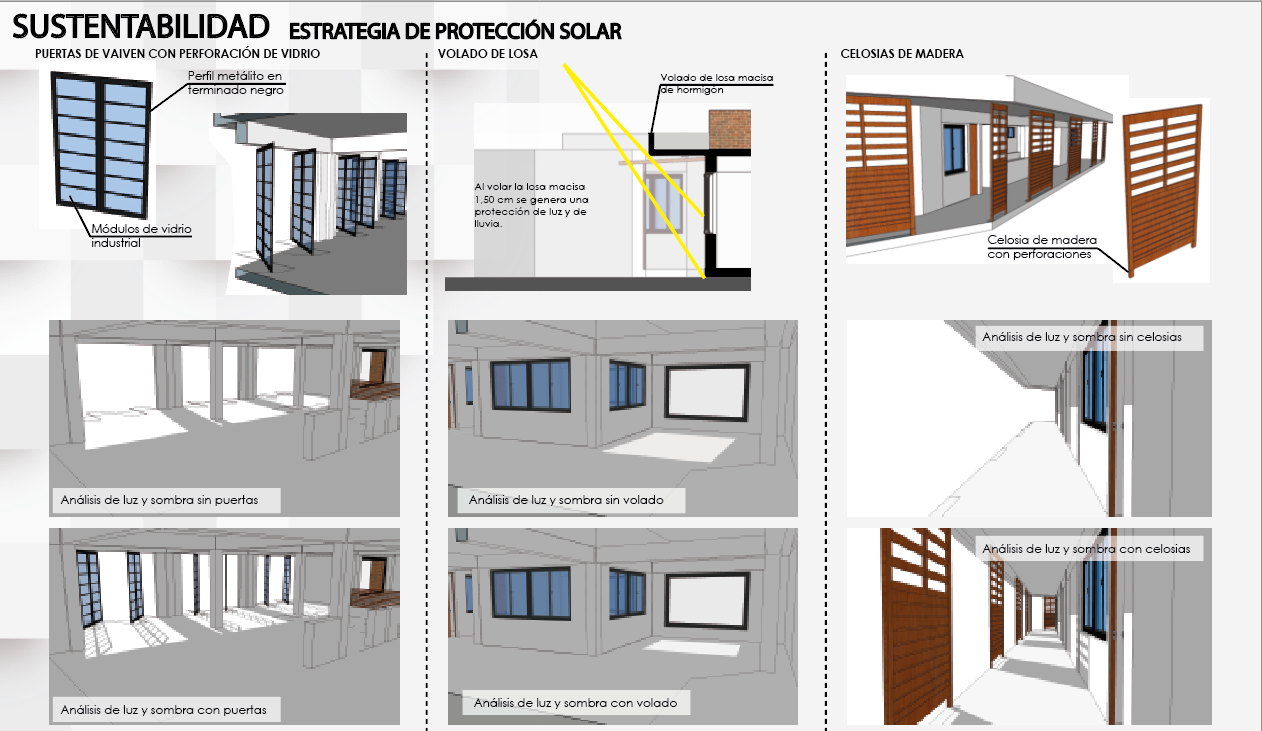 SUSTENTABILIDAD ESTRATEGIA DE PROTECCIÓN SOLAR
PUERTAS DE VAIVEN CON PERFORACIÓN DE VIDRIO
Perfil metálito en
terminado negro
Módulos de vidrio
industrial
Análisis de luz y sombra sin puertas
Análisis de luz y sombra con puertas
VOLADO DE LOSA
Volado de losa macisa
de hormigón
Al volar la losa macisa
1,50 cm se genera una
protección de luz y de
lluvia.
Análisis de luz y sombra sin volado
Análisis de luz y sombra con volado
CELOSIAS DE MADERA
Celosia de madera
con perforaciones
Análisis de luz y sombra sin celosias
Análisis de luz y sombra con celosias